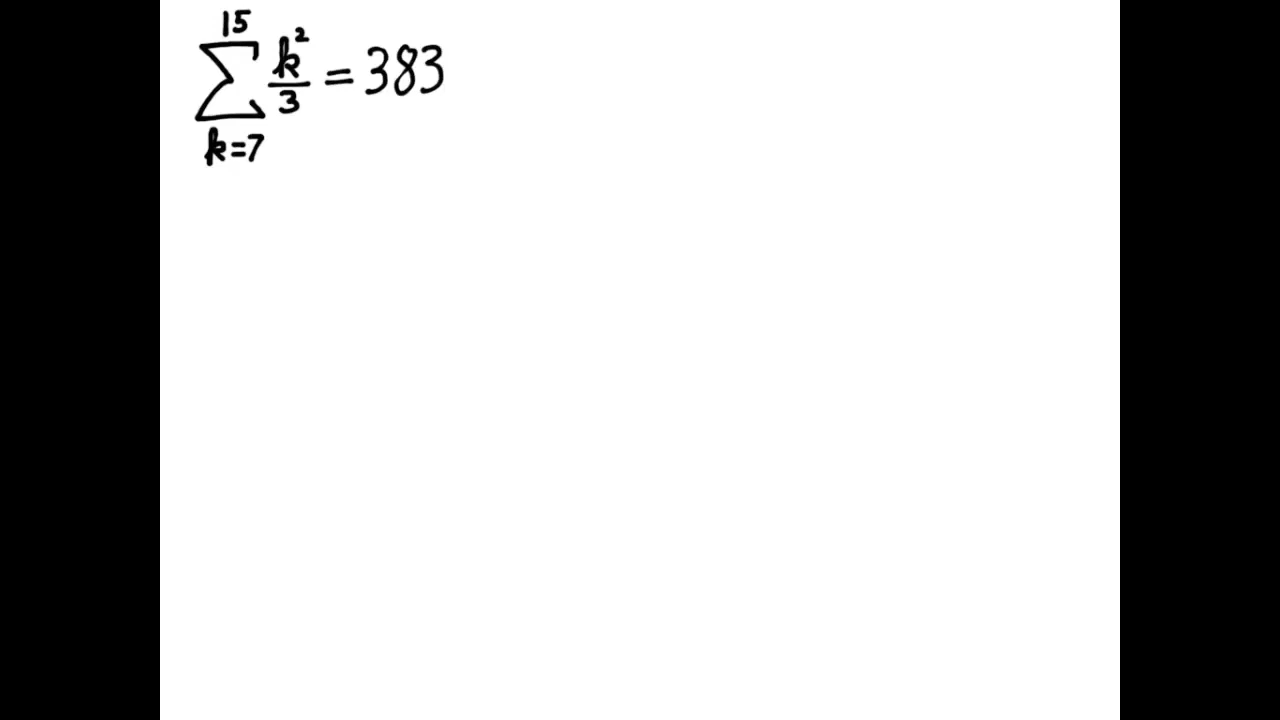 15
∑ k²/3 = 383
k=7